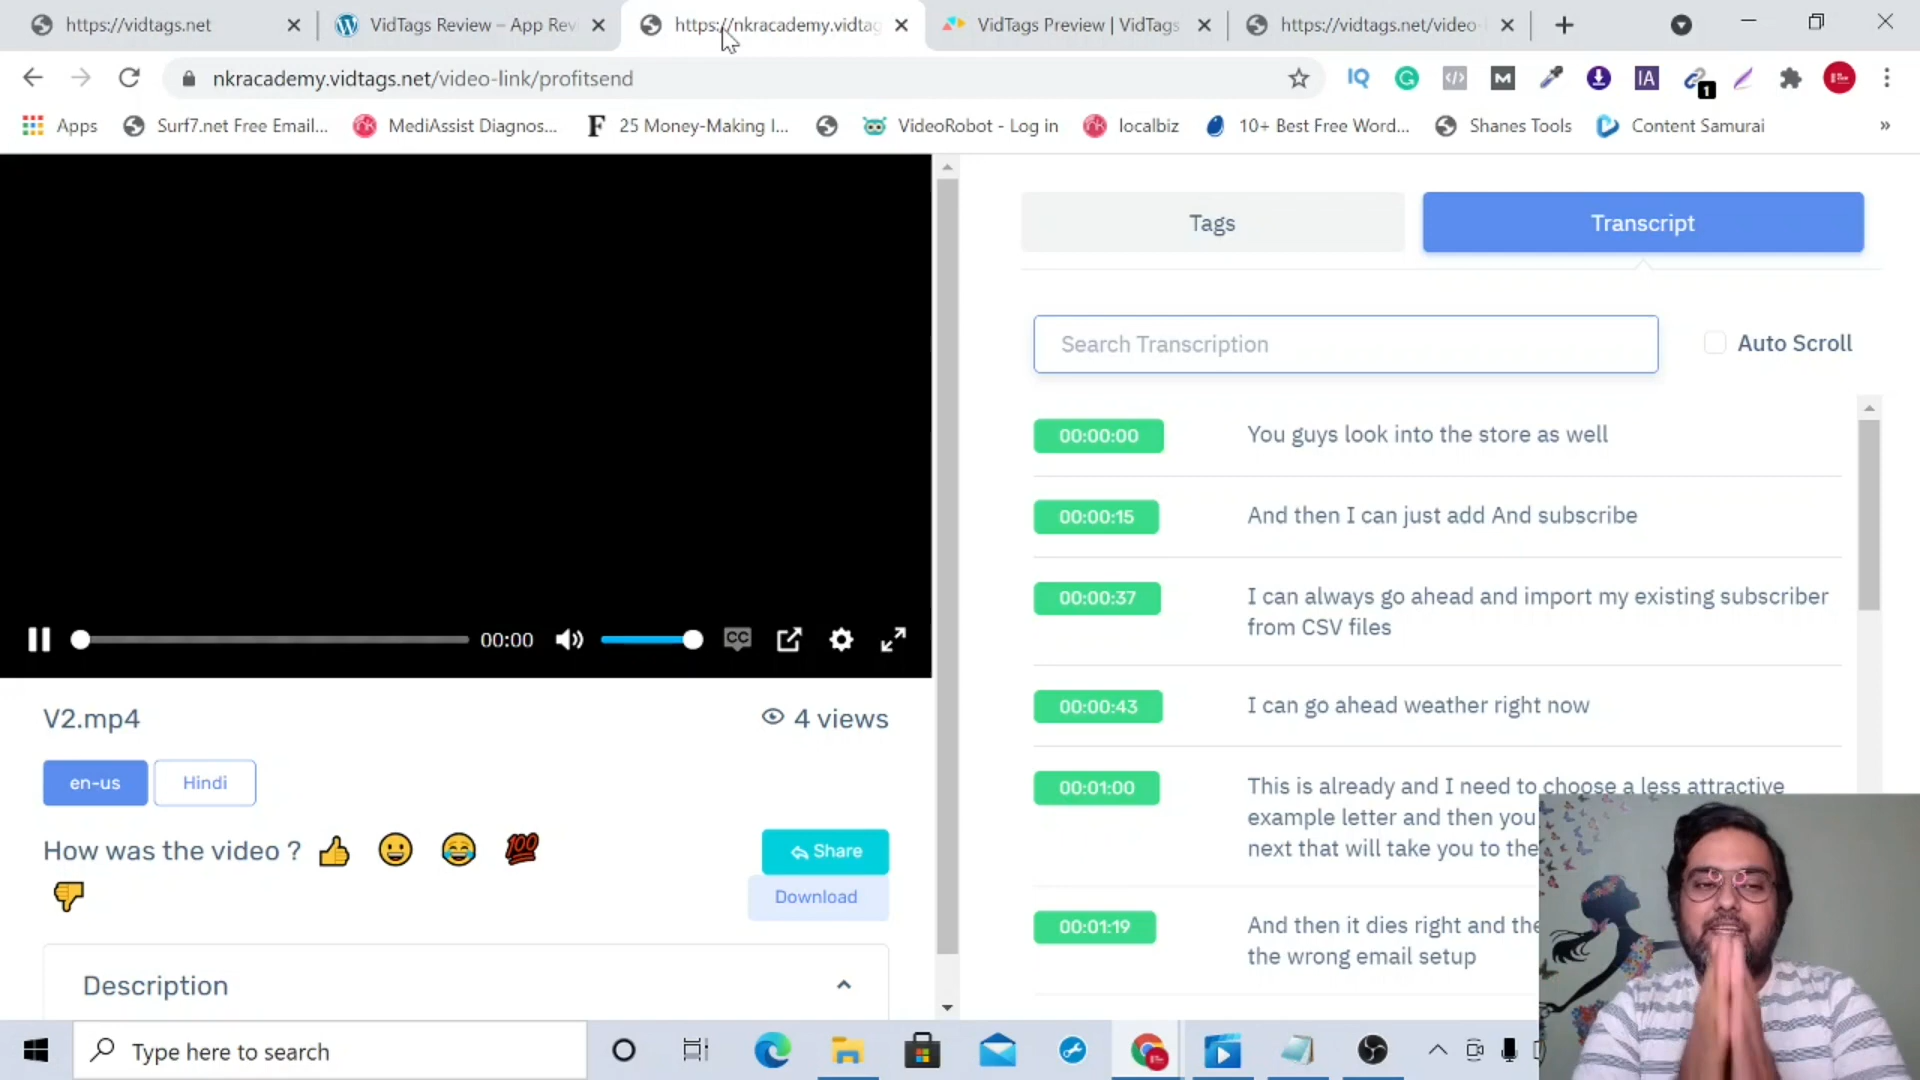 https://vidtags.net
VidTags Review – App Rev
https://nkracademy.vidtag
VidTags Preview | VidTags
https://vidtags.net/video-
nkracademy.vidtags.net/video-link/profitsend
IQ
M
IA
1
Apps
Surf7.net Free Email...
MediAssist Diagnos...
F
25 Money-Making I...
VideoRobot - Log in
localbiz
10+ Best Free Word...
Shanes Tools
Content Samurai
»
Tags
Transcript
Search Transcription
Auto Scroll
00:00:00
You guys look into the store as well
00:00:15
And then I can just add And subscribe
00:00:37
I can always go ahead and import my existing subscriber
from CSV files
00:00:43
I can go ahead weather right now
00:01:00
This is already and I need to choose a less attractive
example letter and then you
next that will take you to the
00:01:19
And then it dies right and the
the wrong email setup
00:00
CC
V2.mp4
4 views
en-us
Hindi
How was the video ?
100
Share
Download
Description
Type here to search